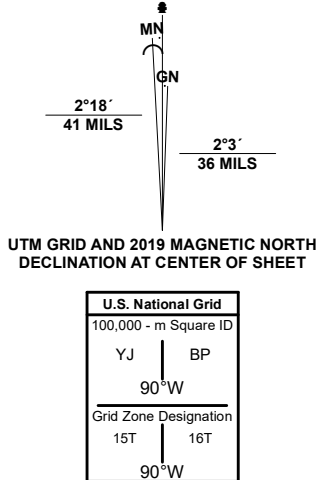 MN
GN
2°18´
41 MILS
2°3´
36 MILS
UTM GRID AND 2019 MAGNETIC NORTH
DECLINATION AT CENTER OF SHEET
U.S. National Grid
100,000 - m Square ID
YJ BP
90°W
Grid Zone Designation
15T 16T
90°W